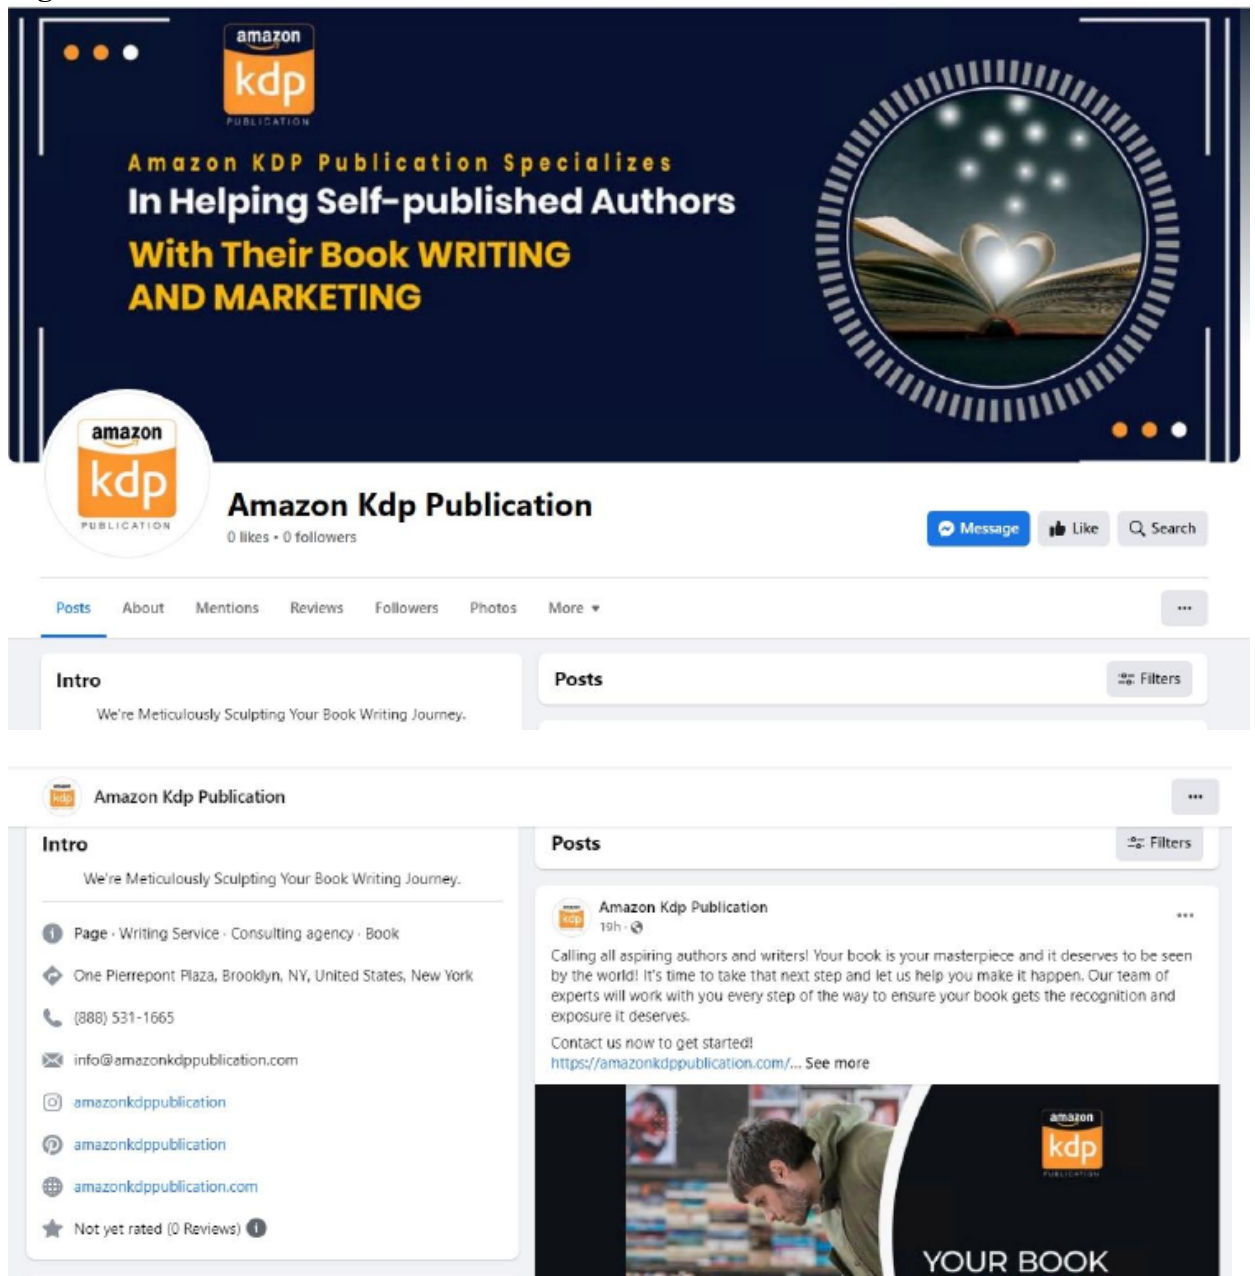 amazon
kdp
PUBLICATION
Amazon KDP Publication Specializes
In Helping Self-published Authors
With Their Book WRITING
AND MARKETING
amazon
kdp
PUBLICATION
Amazon Kdp Publication
0 likes • 0 followers
Message
Like
Search
Posts
About
Mentions
Reviews
Followers
Photos
More
Intro
We're Meticulously Sculpting Your Book Writing Journey.
Posts
Filters
amazon
kdp
Amazon Kdp Publication
Intro
We're Meticulously Sculpting Your Book Writing Journey.
Page · Writing Service · Consulting agency · Book
One Pierrepont Plaza, Brooklyn, NY, United States, New York
(888) 531-1665
info@amazonkdppublication.com
amazonkdppublication
amazonkdppublication
amazonkdppublication.com
Not yet rated (0 Reviews)
Posts
Filters
amazon
kdp
Amazon Kdp Publication
19h ·
Calling all aspiring authors and writers! Your book is your masterpiece and it deserves to be seen
by the world! It's time to take that next step and let us help you make it happen. Our team of
experts will work with you every step of the way to ensure your book gets the recognition and
exposure it deserves.
Contact us now to get started!
https://amazonkdppublication.com/... See more
amazon
kdp
PUBLICATION
YOUR BOOK